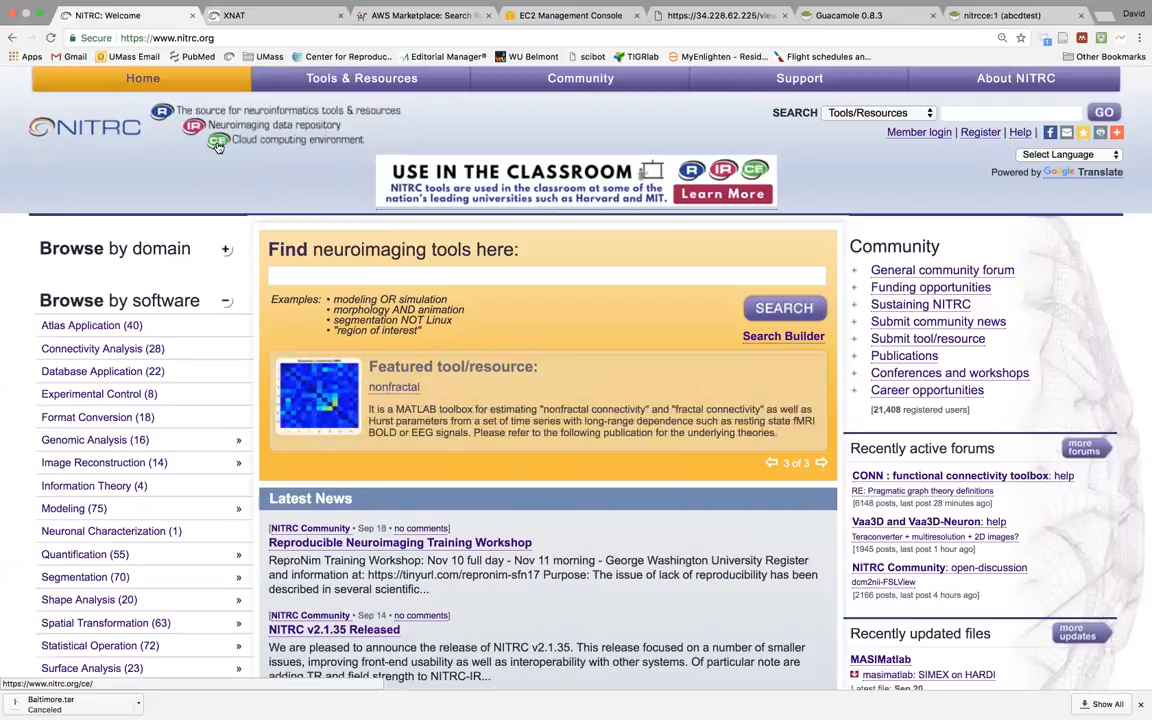 NITRC: Welcome
XNAT
AWS Marketplace: Search R
EC2 Management Console
https://34.228.62.225/view
Guacamole 0.8.3
nitrcce:1 (abcdtest)
David
Secure
https://www.nitrc.org
Apps
Gmail
UMass Email
PubMed
UMass
Center for Reproduc...
Editorial Manager®
WU Belmont
scibot
TIGRlab
MyEnlighten - Resid...
Flight schedules an...
Other Bookmarks
Home
Tools & Resources
Community
Support
About NITRC
NITRC
R The source for neuroinformatics tools & resources
IR Neuroimaging data repository
CE Cloud computing environment
SEARCH
Tools/Resources
GO
Member login | Register | Help |
Select Language
Powered by Google Translate
USE IN THE CLASSROOM
NITRC tools are used in the classroom at some of the
nation's leading universities such as Harvard and MIT.
R IR CE
Learn More
Browse by domain
+
Browse by software
–
Atlas Application (40)
Connectivity Analysis (28)
Database Application (22)
Experimental Control (8)
Format Conversion (18)
Genomic Analysis (16) »
Image Reconstruction (14) »
Information Theory (4)
Modeling (75) »
Neuronal Characterization (1)
Quantification (55) »
Segmentation (70) »
Shape Analysis (20) »
Spatial Transformation (63) »
Statistical Operation (72) »
Surface Analysis (23) »
Find neuroimaging tools here:
Examples:
• modeling OR simulation
• morphology AND animation
• segmentation NOT Linux
• "region of interest"
SEARCH
Search Builder
Featured tool/resource:
nonfractal
It is a MATLAB toolbox for estimating "nonfractal connectivity" and "fractal connectivity" as well as
Hurst parameters from a set of time series with long-range dependence such as resting state fMRI
BOLD or EEG signals. Please refer to the following publication for the underlying theories.
3 of 3
Latest News
[NITRC Community • Sep 18 • no comments]
Reproducible Neuroimaging Training Workshop
ReproNim Training Workshop: Nov 10 full day - Nov 11 morning - George Washington University Register
and information at: https://tinyurl.com/repronim-sfn17 Purpose: The issue of lack of reproducibility has been
described in several scientific...
[NITRC Community • Sep 14 • no comments]
NITRC v2.1.35 Released
We are pleased to announce the release of NITRC v2.1.35. This release focused on a number of smaller
issues, improving front-end usability as well as interoperability with other systems. Of particular note are
adding TR and field strength to NITRC-IR...
Community
+ General community forum
+ Funding opportunities
+ Sustaining NITRC
+ Submit community news
+ Submit tool/resource
+ Publications
+ Conferences and workshops
+ Career opportunities
[21,408 registered users]
Recently active forums
more
forums
CONN : functional connectivity toolbox: help
RE: Pragmatic graph theory definitions
[6148 posts, last post 28 minutes ago]
Vaa3D and Vaa3D-Neuron: help
Teraconverter + multiresolution + 2D images?
[1945 posts, last post 1 hour ago]
NITRC Community: open-discussion
dcm2nii-FSLView
[2166 posts, last post 4 hours ago]
Recently updated files
more
updates
MASIMatlab
masimatlab: SIMEX on HARDI
Latest file: Sep 20
https://www.nitrc.org/ce/
Baltimore.tar
Canceled
Show All